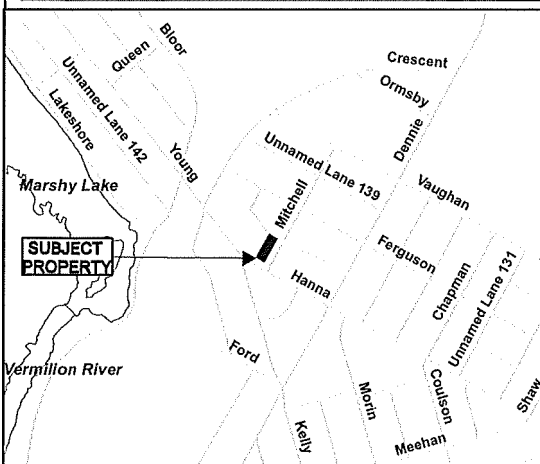 Bloor
Queen
Crescent
Unnamed Lane 142
Ormsby
Lakeshore
Dennie
Young
Unnamed Lane 139
Marshy Lake
Mitchell
Vaughan
SUBJECT
PROPERTY
Ferguson
Hanna
Chapman
Unnamed Lane 131
Ford
Vermilion River
Morin
Coulson
Shaw
Kelly
Meehan